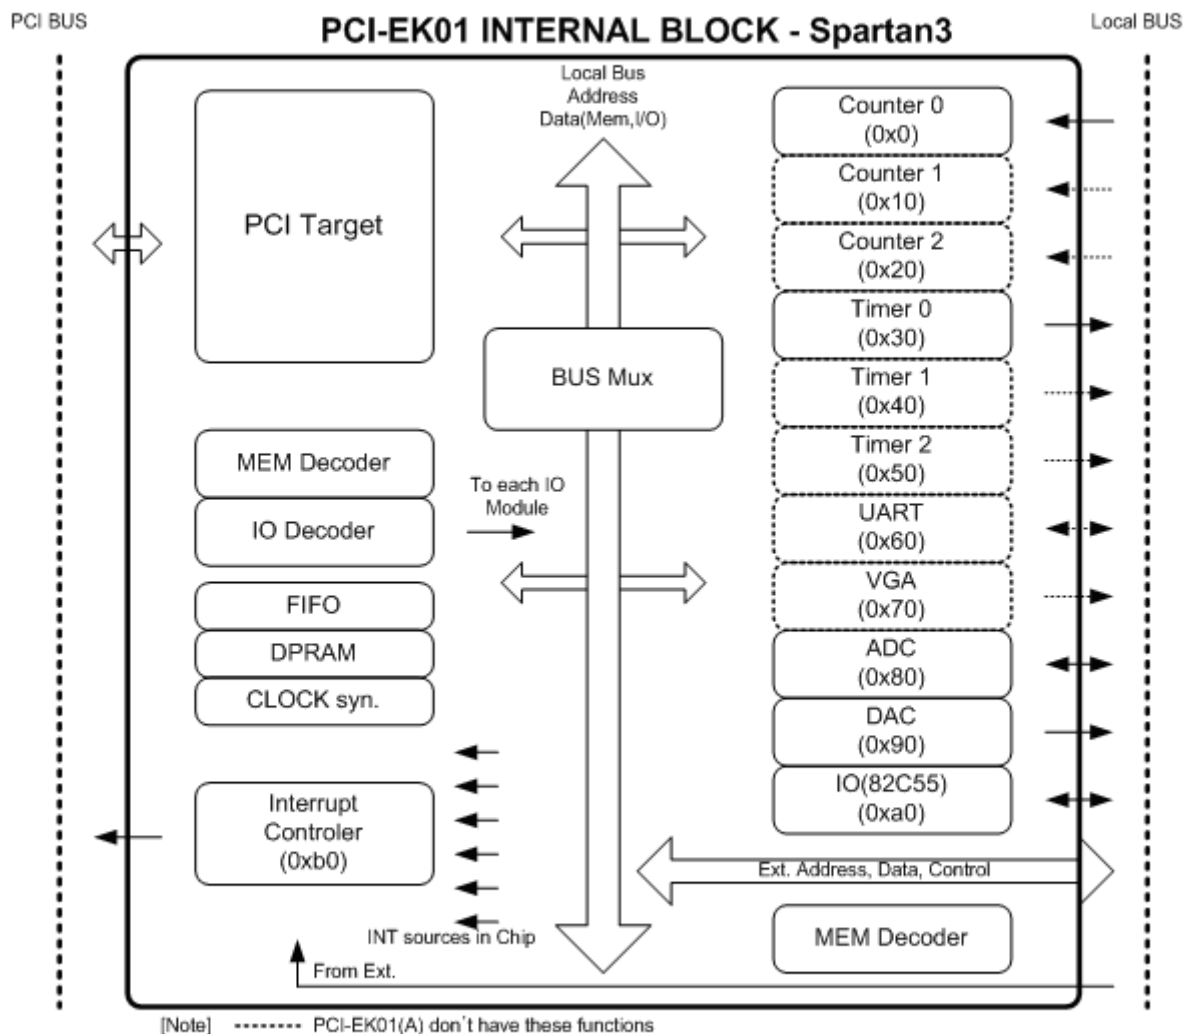 PCI BUS
PCI-EK01 INTERNAL BLOCK - Spartan3
Local BUS
Local Bus
Address
Data(Mem,I/O)
PCI Target
BUS Mux
MEM Decoder
IO Decoder
To each IO
Module
FIFO
DPRAM
CLOCK syn.
Interrupt
Controler
(0xb0)
INT sources in Chip
From Ext.
Counter 0
(0x0)
Counter 1
(0x10)
Counter 2
(0x20)
Timer 0
(0x30)
Timer 1
(0x40)
Timer 2
(0x50)
UART
(0x60)
VGA
(0x70)
ADC
(0x80)
DAC
(0x90)
IO(82C55)
(0xa0)
Ext. Address, Data, Control
MEM Decoder
[Note] -------- PCI-EK01(A) don´t have these functions